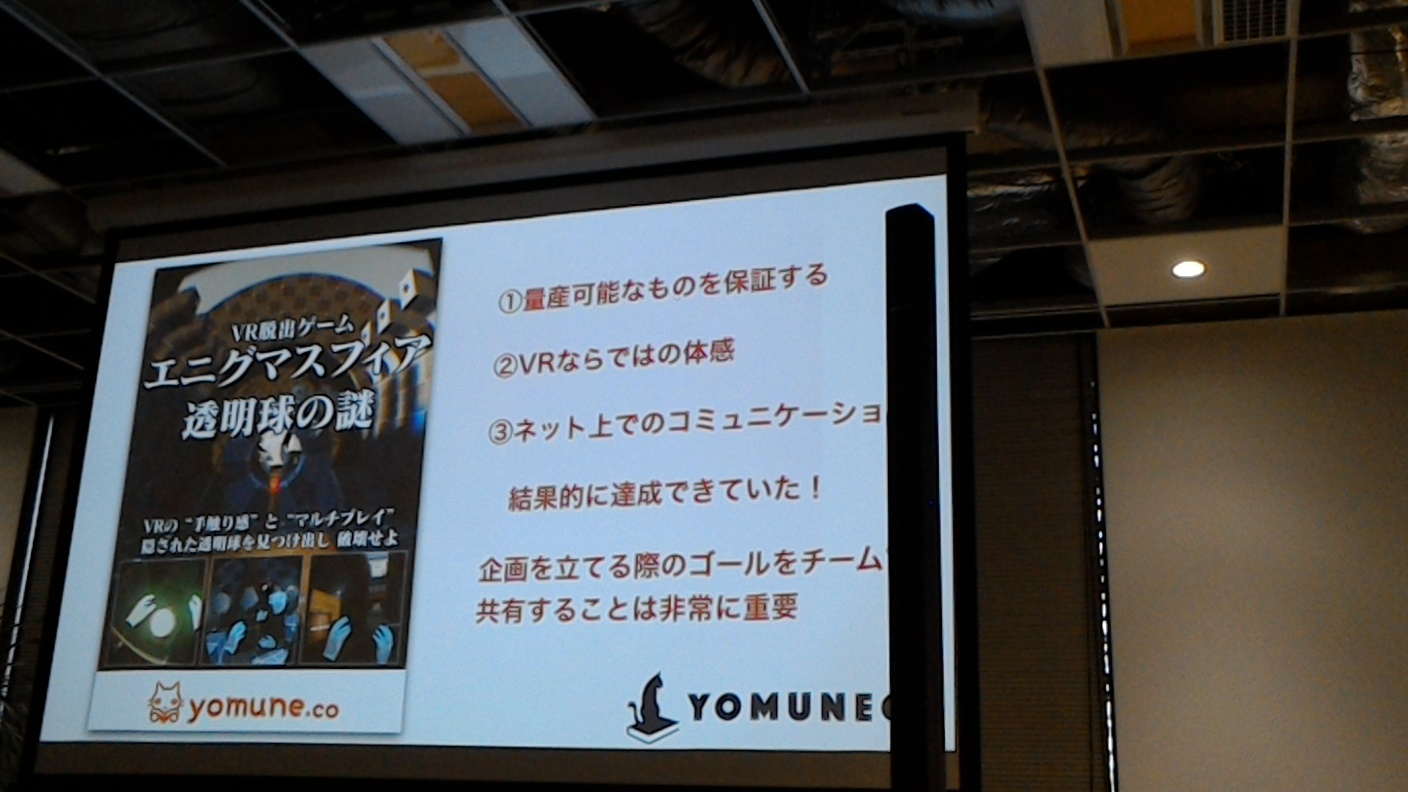 VR脱出ゲーム
エニグマスフィア
透明球の謎
VRの“手触り感”と“マルチプレイ”
隠された透明球を見つけ出し 破壊せよ
yomune.co
①量産可能なものを保証する
②VRならではの体感
③ネット上でのコミュニケーショ
結果的に達成できていた！
企画を立てる際のゴールをチーム
共有することは非常に重要
YOMUNE